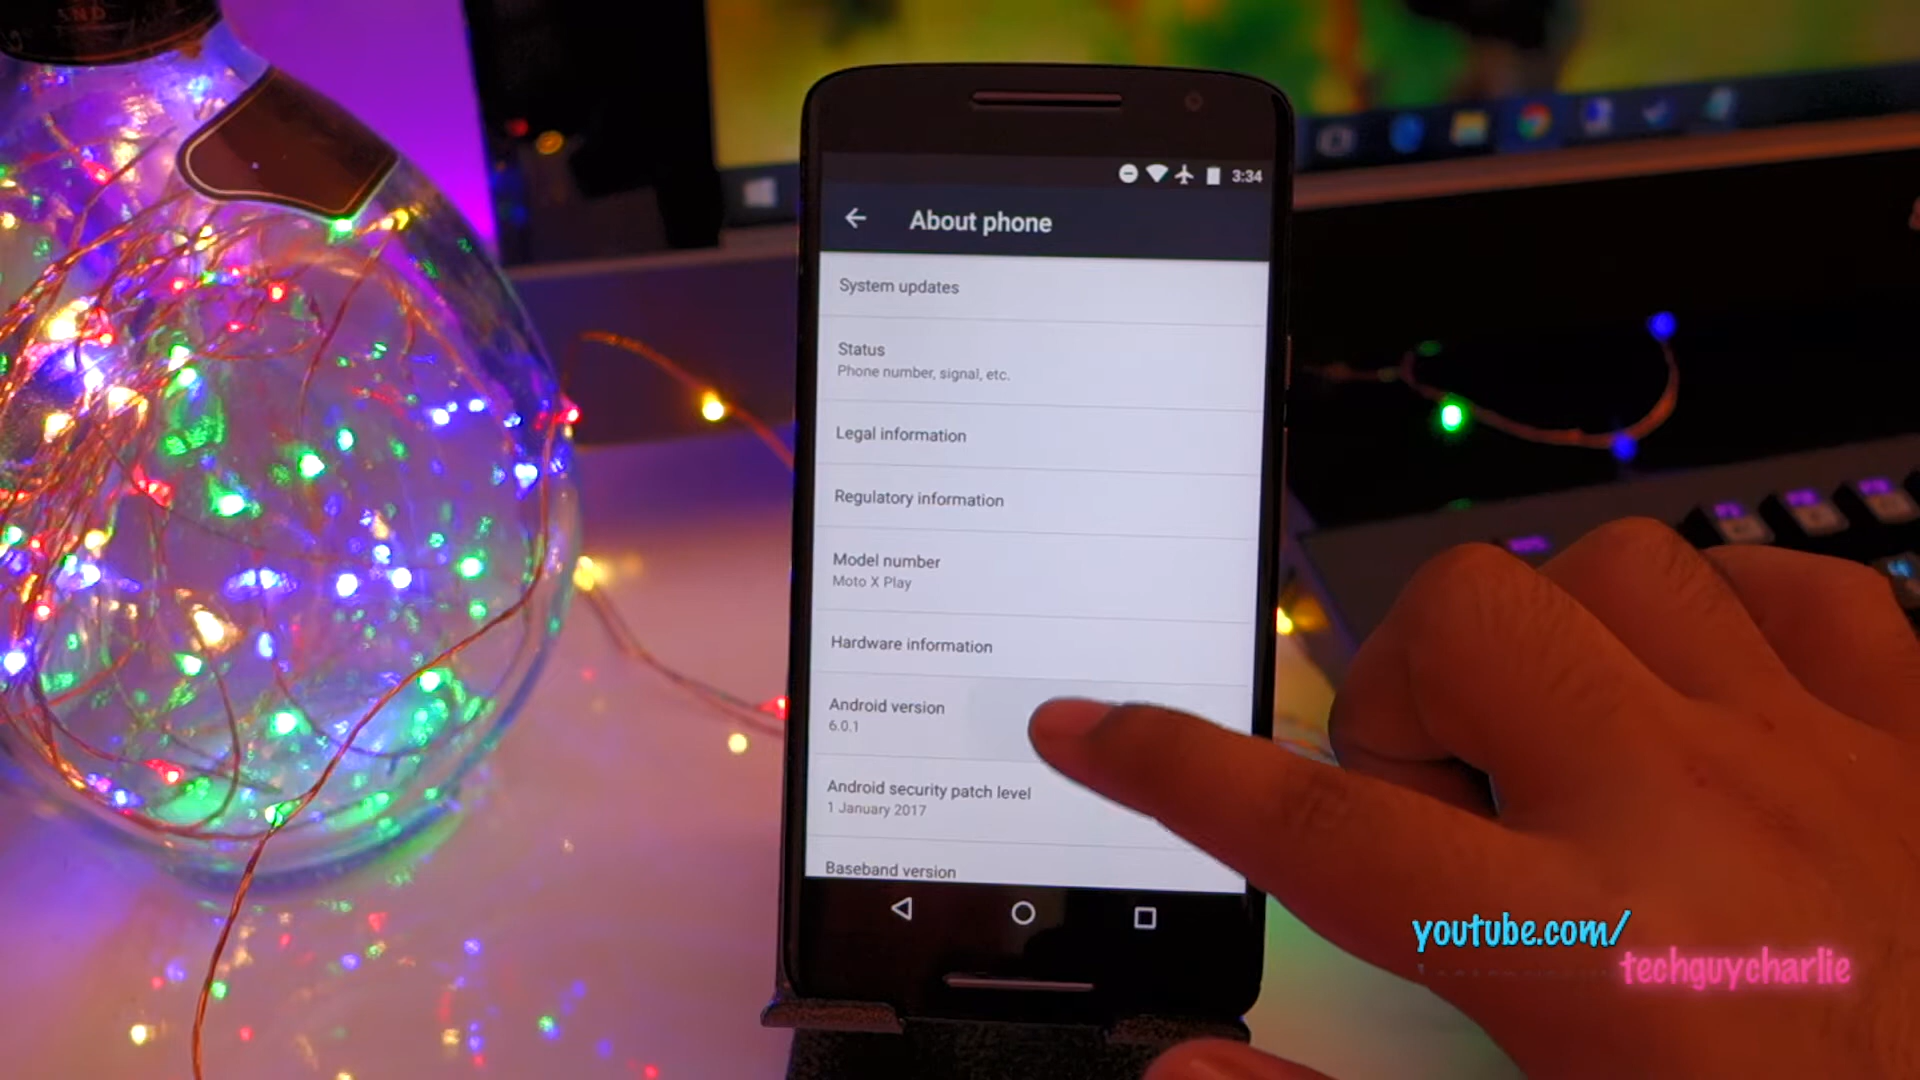 3:34
About phone
System updates
Status
Phone number, signal, etc.
Legal information
Regulatory information
Model number
Moto X Play
Hardware information
Android version
6.0.1
Android security patch level
1 January 2017
Baseband version
youtube.com/
techguycharlie